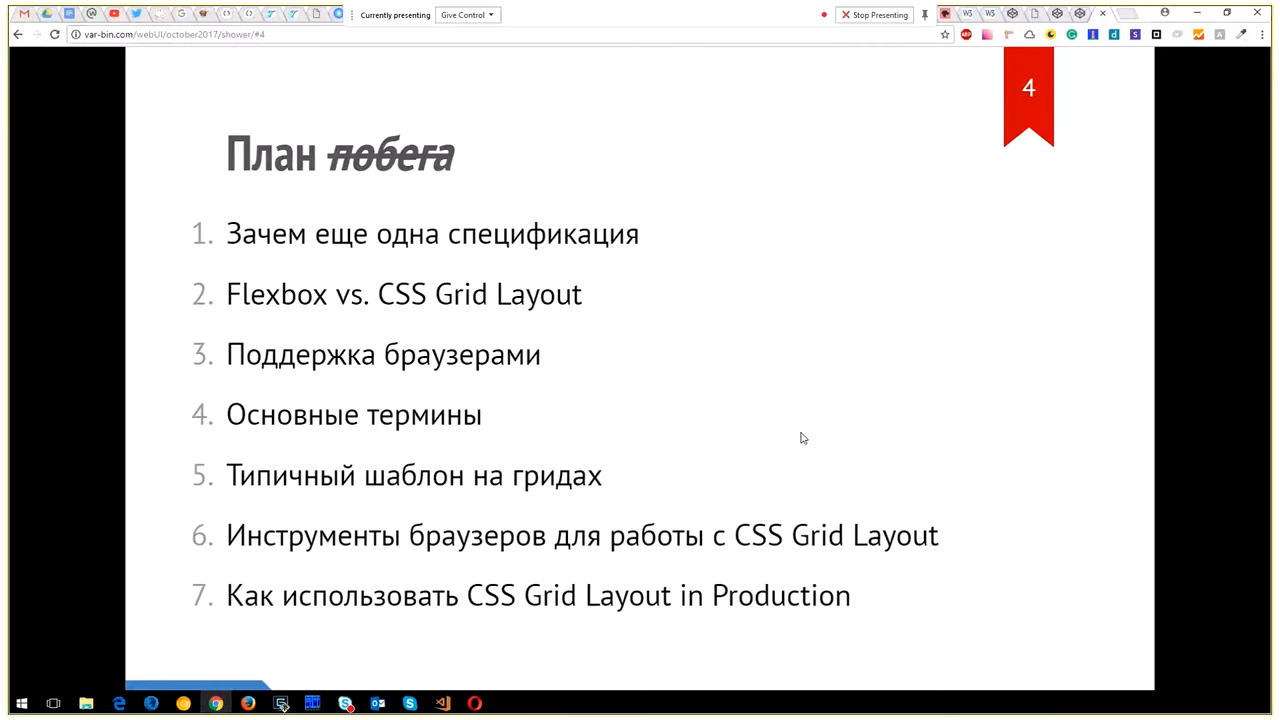 Currently presenting
Give Control
Stop Presenting
var-bin.com/webUI/october2017/shower/#4
4
План побега
1. Зачем еще одна спецификация
2. Flexbox vs. CSS Grid Layout
3. Поддержка браузерами
4. Основные термины
5. Типичный шаблон на гридах
6. Инструменты браузеров для работы с CSS Grid Layout
7. Как использовать CSS Grid Layout in Production